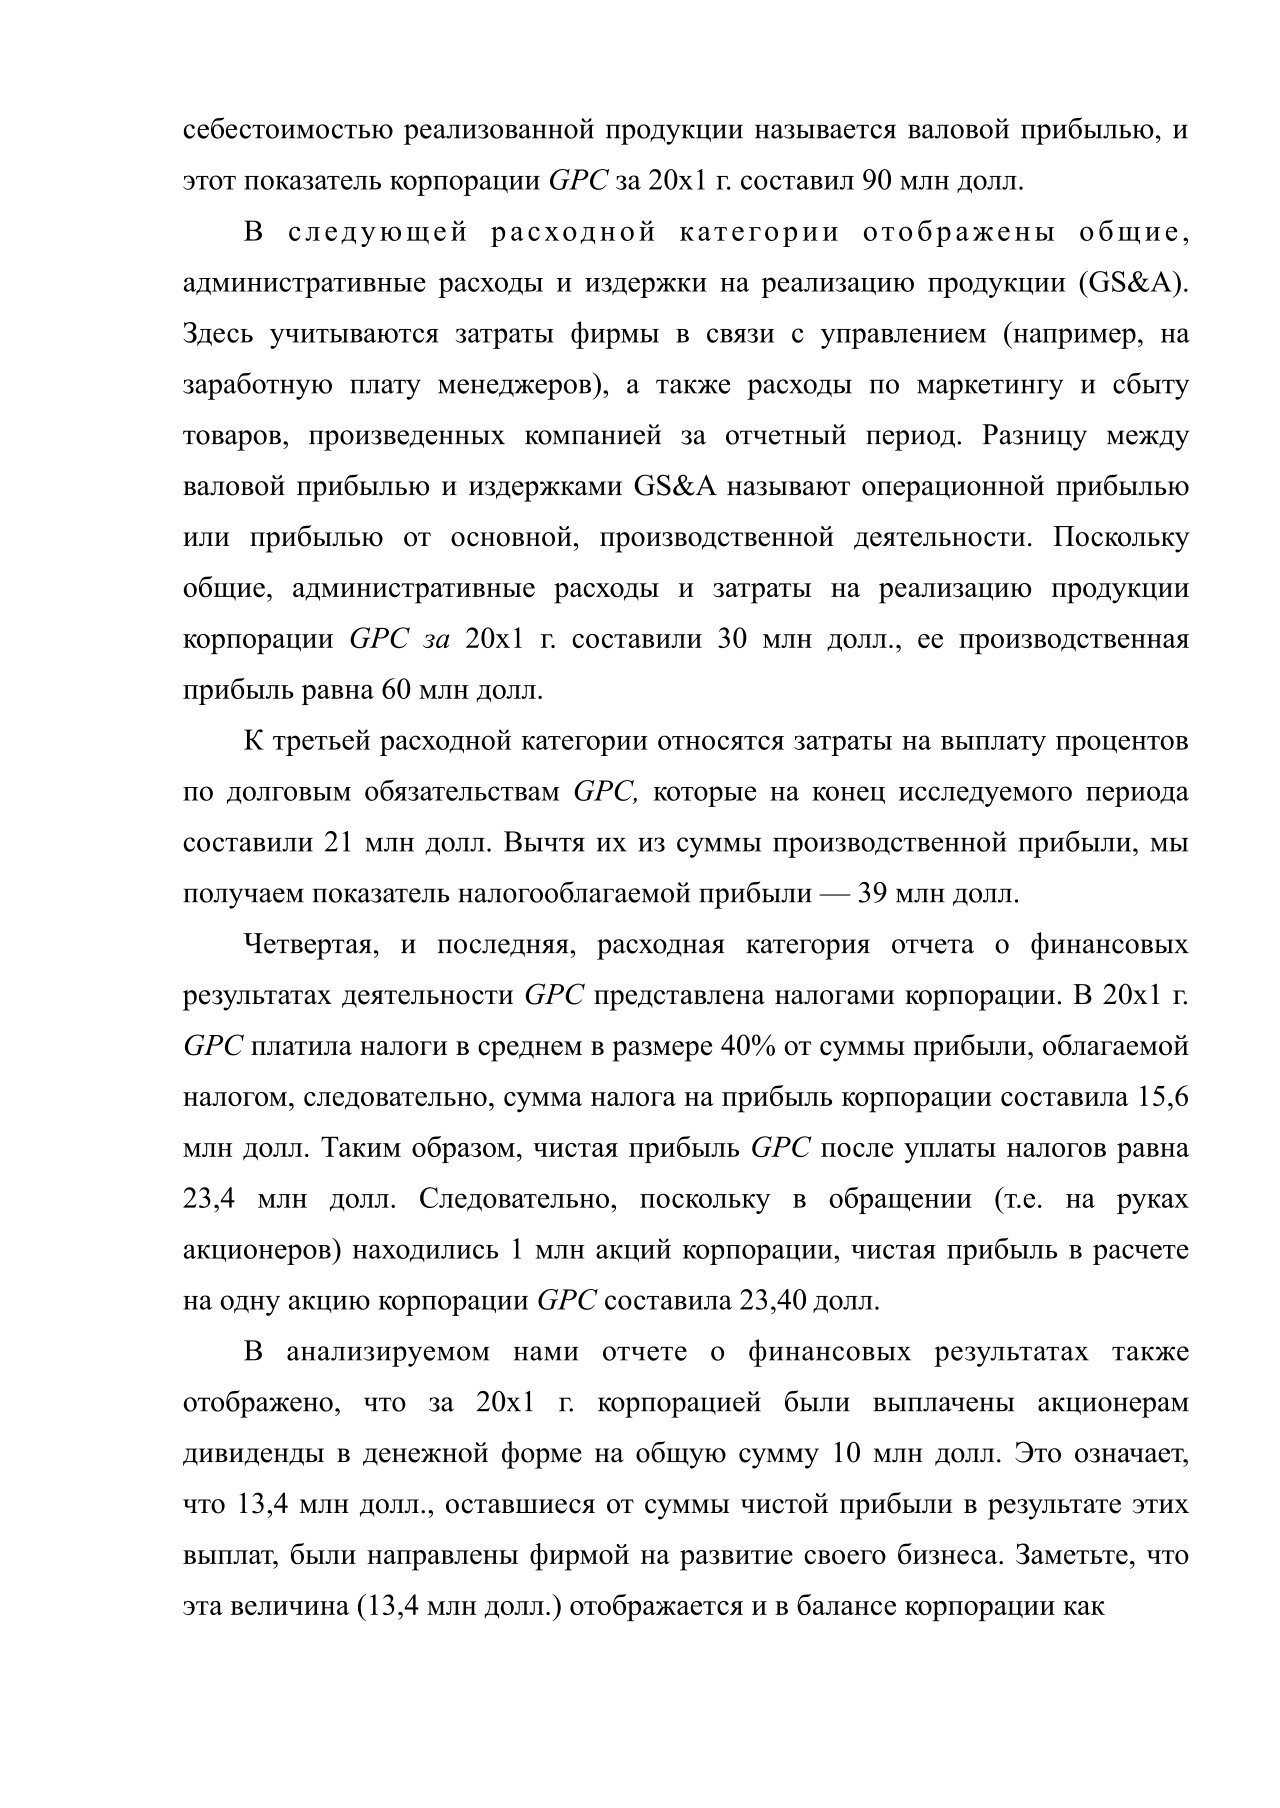 себестоимостью реализованной продукции называется валовой прибылью, и
этот показатель корпорации GPC за 20x1 г. составил 90 млн долл.
В следующей расходной категории отображены общие,
административные расходы и издержки на реализацию продукции (GS&A).
Здесь учитываются затраты фирмы в связи с управлением (например, на
заработную плату менеджеров), а также расходы по маркетингу и сбыту
товаров, произведенных компанией за отчетный период. Разницу между
валовой прибылью и издержками GS&A называют операционной прибылью
или прибылью от основной, производственной деятельности. Поскольку
общие, административные расходы и затраты на реализацию продукции
корпорации GPC за 20x1 г. составили 30 млн долл., ее производственная
прибыль равна 60 млн долл.
К третьей расходной категории относятся затраты на выплату процентов
по долговым обязательствам GPC, которые на конец исследуемого периода
составили 21 млн долл. Вычтя их из суммы производственной прибыли, мы
получаем показатель налогооблагаемой прибыли — 39 млн долл.
Четвертая, и последняя, расходная категория отчета о финансовых
результатах деятельности GPC представлена налогами корпорации. В 20x1 г.
GPC платила налоги в среднем в размере 40% от суммы прибыли, облагаемой
налогом, следовательно, сумма налога на прибыль корпорации составила 15,6
млн долл. Таким образом, чистая прибыль GPC после уплаты налогов равна
23,4 млн долл. Следовательно, поскольку в обращении (т.е. на руках
акционеров) находились 1 млн акций корпорации, чистая прибыль в расчете
на одну акцию корпорации GPC составила 23,40 долл.
В анализируемом нами отчете о финансовых результатах также
отображено, что за 20x1 г. корпорацией были выплачены акционерам
дивиденды в денежной форме на общую сумму 10 млн долл. Это означает,
что 13,4 млн долл., оставшиеся от суммы чистой прибыли в результате этих
выплат, были направлены фирмой на развитие своего бизнеса. Заметьте, что
эта величина (13,4 млн долл.) отображается и в балансе корпорации как